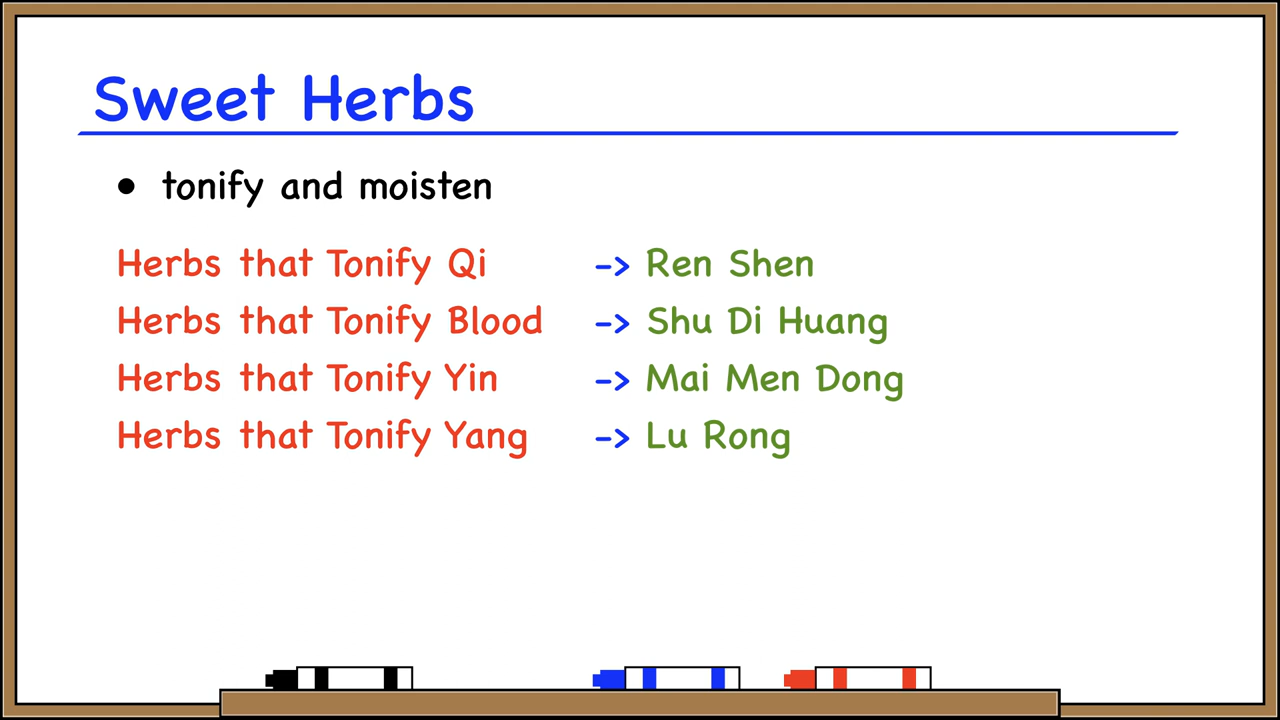 Sweet Herbs
• tonify and moisten
Herbs that Tonify Qi -> Ren Shen
Herbs that Tonify Blood -> Shu Di Huang
Herbs that Tonify Yin -> Mai Men Dong
Herbs that Tonify Yang -> Lu Rong